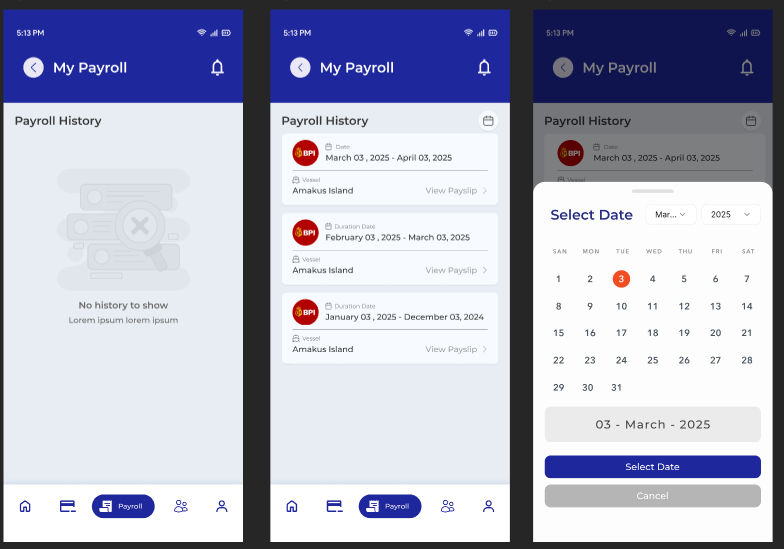 5:13 PM
My Payroll
Payroll History
No history to show
Lorem ipsum lorem ipsum
Payroll
5:13 PM
My Payroll
Payroll History
BPI
Date
March 03 , 2025 - April 03, 2025
Vessel
Amakus Island
View Payslip
BPI
Duration Date
February 03 , 2025 - March 03, 2025
Vessel
Amakus Island
View Payslip
BPI
Duration Date
January 03 , 2025 - December 03, 2024
Vessel
Amakus Island
View Payslip
Payroll
5:13 PM
My Payroll
Payroll History
BPI
Date
March 03 , 2025 - April 03, 2025
Vessel
Select Date
Mar...
2025
SAN MON TUE WED THU FRI SAT
1 2 3 4 5 6 7
8 9 10 11 12 13 14
15 16 17 18 19 20 21
22 23 24 25 26 27 28
29 30 31
03 - March - 2025
Select Date
Cancel